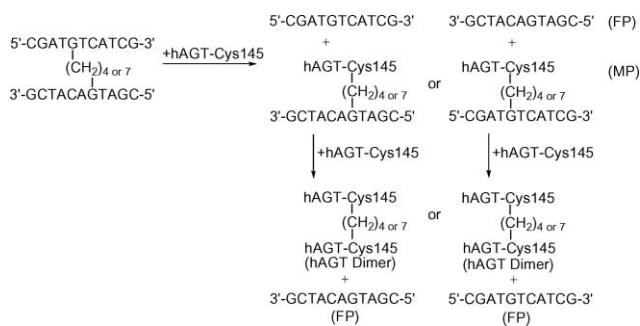 5'-CGATGTCATCG-3'
(CH2)4 or 7
3'-GCTACAGTAGC-5'
+hAGT-Cys145
5'-CGATGTCATCG-3' 3'-GCTACAGTAGC-5' (FP)
+ +
hAGT-Cys145 hAGT-Cys145 (MP)
(CH2)4 or 7 or (CH2)4 or 7
3'-GCTACAGTAGC-5' 5'-CGATGTCATCG-3'
+hAGT-Cys145 +hAGT-Cys145
hAGT-Cys145 or hAGT-Cys145
(CH2)4 or 7 (CH2)4 or 7
hAGT-Cys145 hAGT-Cys145
(hAGT Dimer) (hAGT Dimer)
+ +
3'-GCTACAGTAGC-5' 5'-CGATGTCATCG-3'
(FP) (FP)